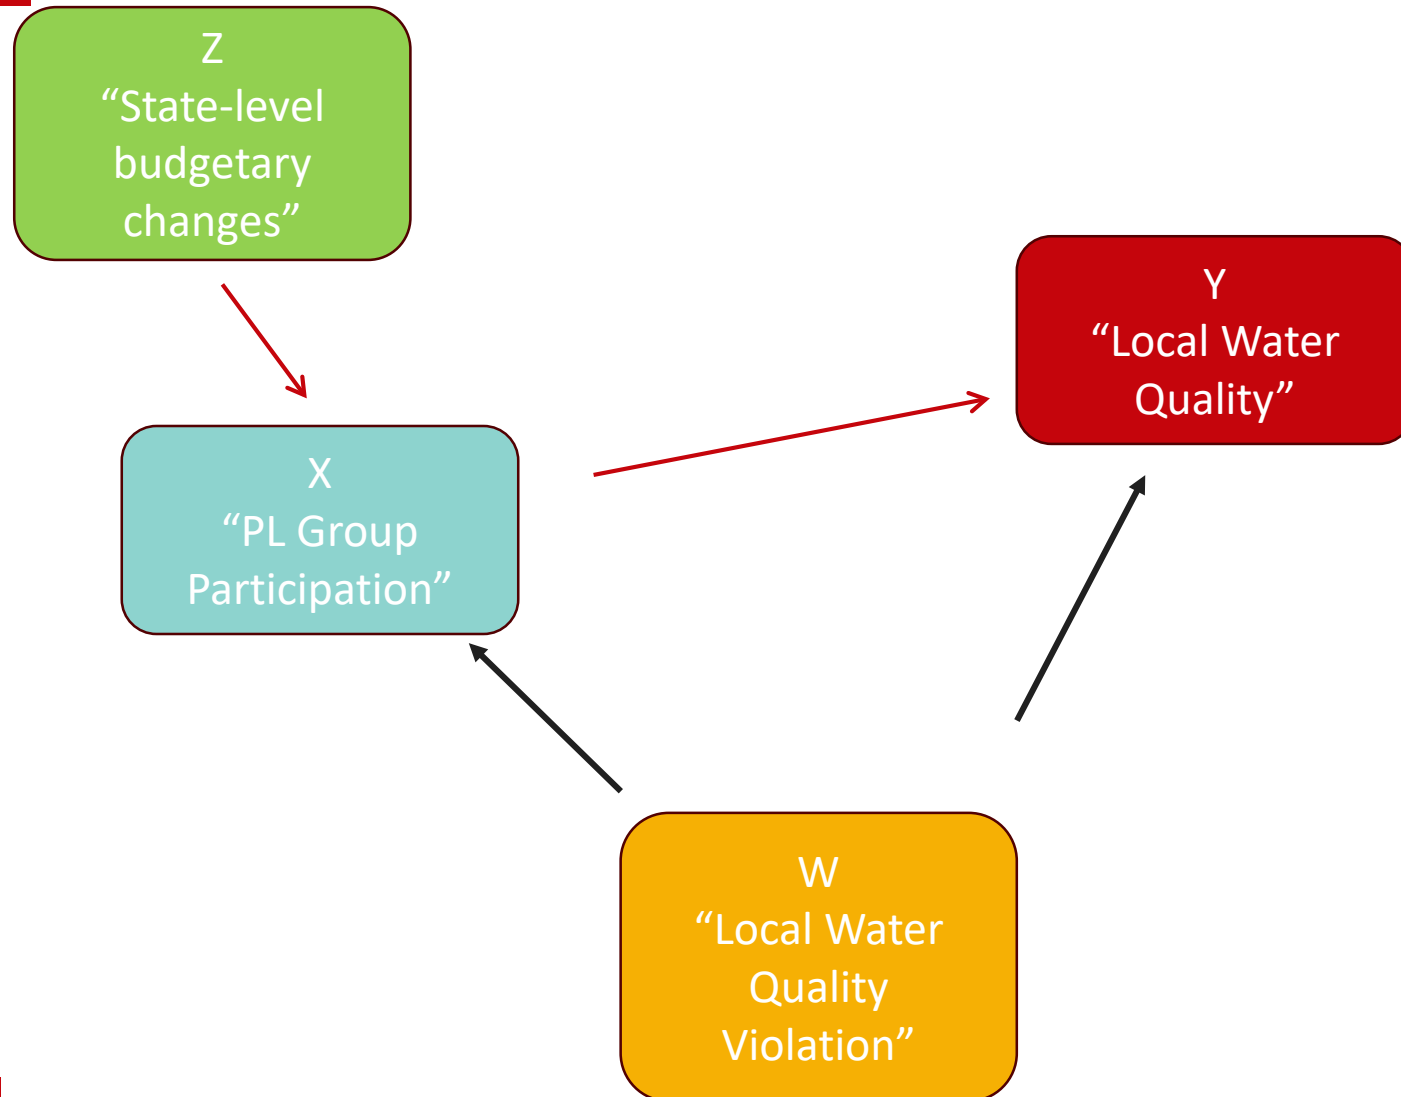 Z
“State-level
budgetary
changes”
Y
“Local Water
Quality”
X
“PL Group
Participation”
W
“Local Water
Quality
Violation”